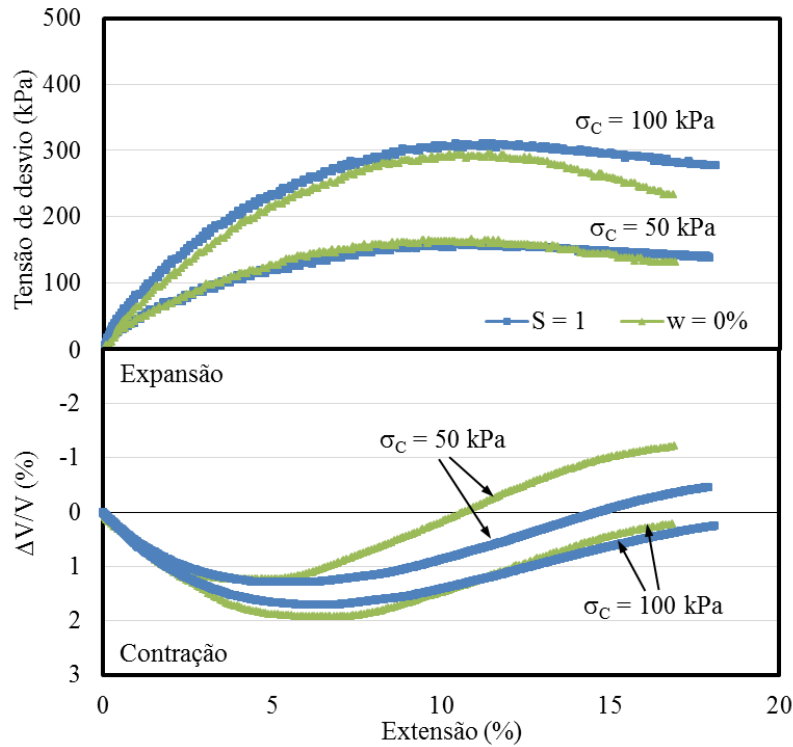 500
400
300
200
100
0
Tensão de desvio (kPa)
σC = 100 kPa
σC = 50 kPa
S = 1
w = 0%
Expansão
-2
-1
0
1
2
3
ΔV/V (%)
σC = 50 kPa
σC = 100 kPa
Contração
0 5 10 15 20
Extensão (%)